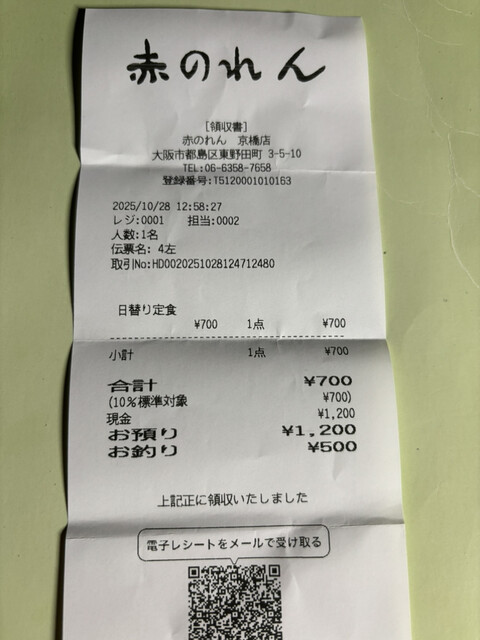 赤のれん
[領収書]
赤のれん 京橋店
大阪市都島区東野田町 3-5-10
TEL:06-6358-7658
登録番号:T5120001010163
2025/10/28 12:58:27
レジ:0001 担当:0002
人数:1名
伝票名: 4左
取引No:HD0020251028124712480
日替り定食
¥700 1点 ¥700
小計 1点 ¥700
合計 ¥700
(10%標準対象 ¥700)
現金 ¥1,200
お預り ¥1,200
お釣り ¥500
上記正に領収いたしました
電子レシートをメールで受け取る